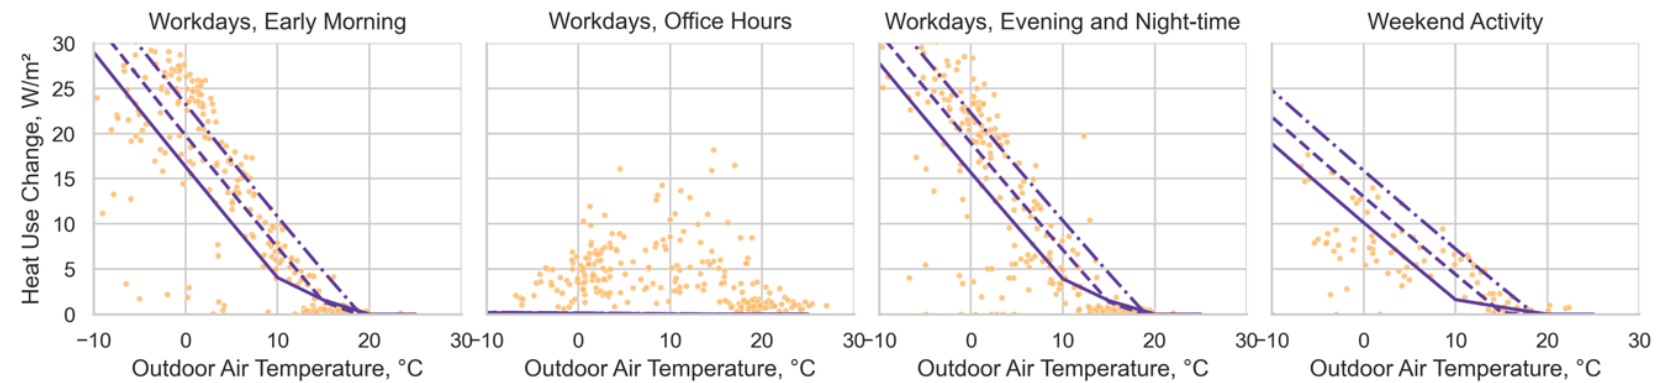 Workdays, Early Morning
Workdays, Office Hours
Workdays, Evening and Night-time
Weekend Activity
Heat Use Change, W/m²
30
25
20
15
10
5
0
−10 0 10 20 30
−10 0 10 20 30
−10 0 10 20 30
−10 0 10 20 30
Outdoor Air Temperature, °C
Outdoor Air Temperature, °C
Outdoor Air Temperature, °C
Outdoor Air Temperature, °C